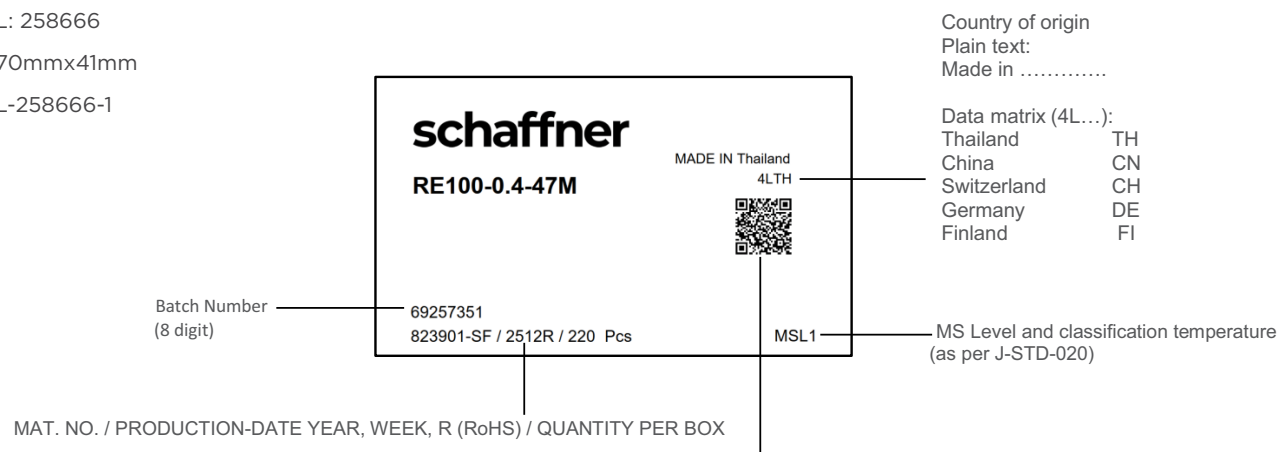 L: 258666
70mmx41mm
L-258666-1
schaffner
RE100-0.4-47M
MADE IN Thailand
4LTH
69257351
823901-SF / 2512R / 220 Pcs
MSL1
Batch Number
(8 digit)
MAT. NO. / PRODUCTION-DATE YEAR, WEEK, R (RoHS) / QUANTITY PER BOX
Country of origin
Plain text:
Made in ………….
Data matrix (4L…):
Thailand TH
China CN
Switzerland CH
Germany DE
Finland FI
MS Level and classification temperature
(as per J-STD-020)